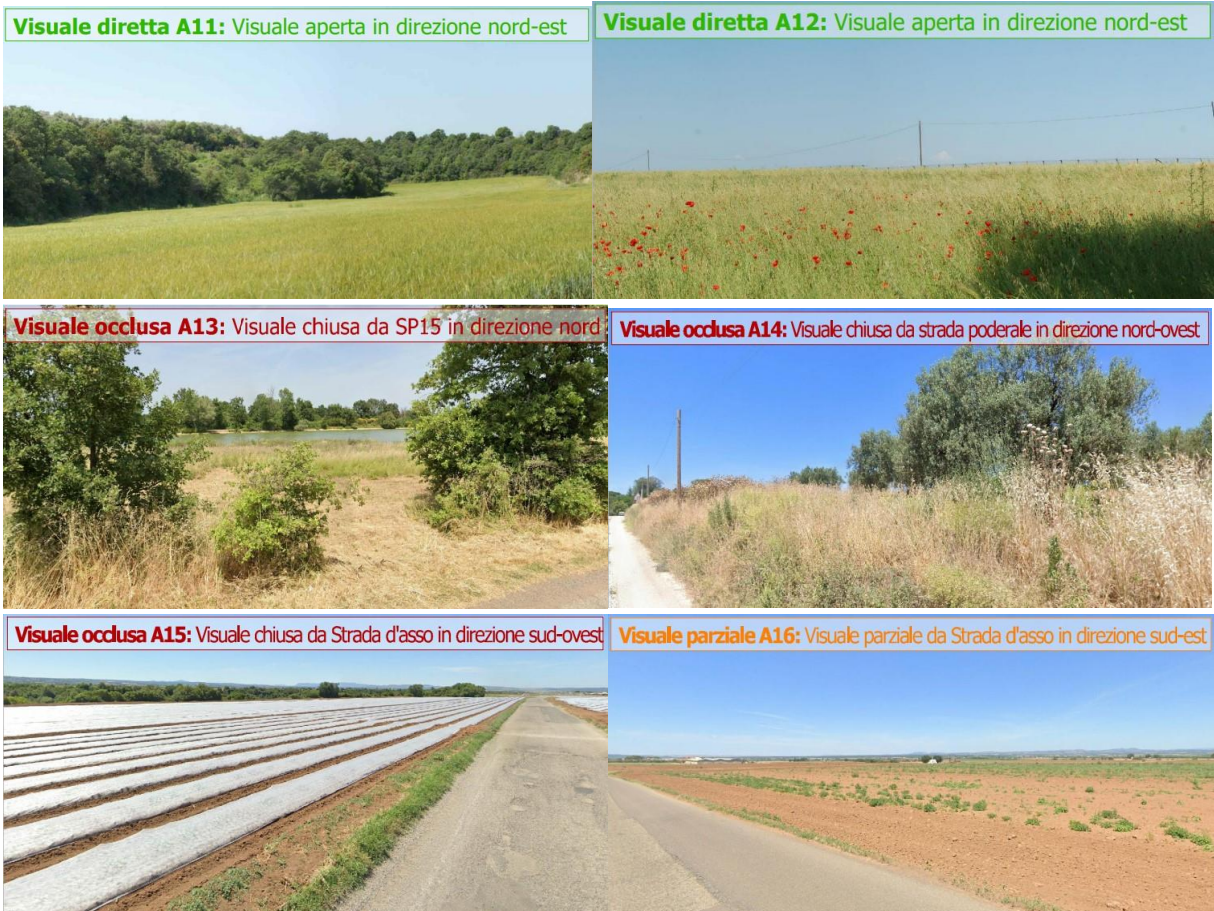 Visuale diretta A11: Visuale aperta in direzione nord-est
Visuale diretta A12: Visuale aperta in direzione nord-est
Visuale occlusa A13: Visuale chiusa da SP15 in direzione nord
Visuale occlusa A14: Visuale chiusa da strada poderale in direzione nord-ovest
Visuale occlusa A15: Visuale chiusa da Strada d'asso in direzione sud-ovest
Visuale parziale A16: Visuale parziale da Strada d'asso in direzione sud-est